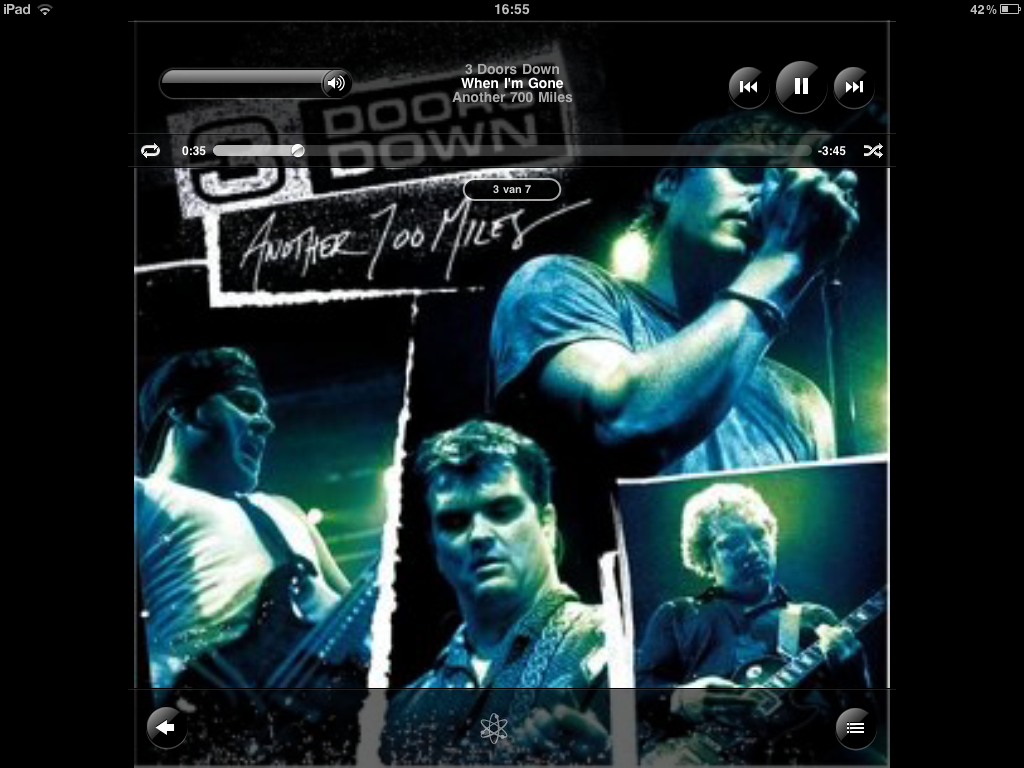 iPad
16:55
42%
3 Doors Down
When I'm Gone
Another 700 Miles
3 DOORS
DOWN
0:35
-3:45
3 van 7
ANOTHER 700 MILES